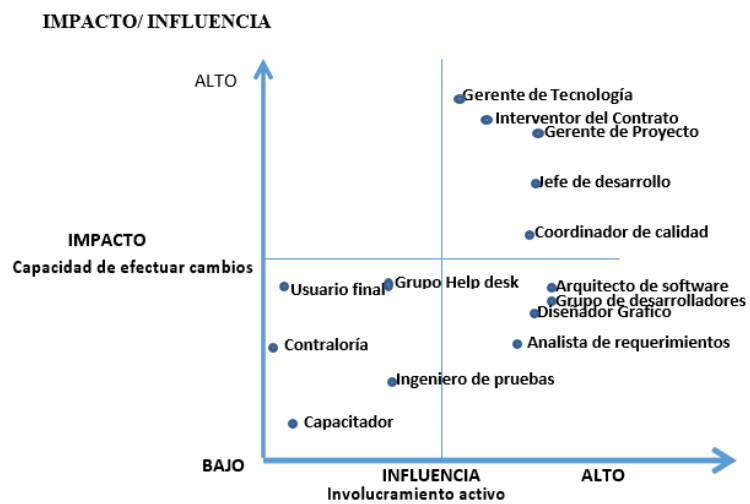 IMPACTO/ INFLUENCIA
ALTO
Gerente de Tecnología
Interventor del Contrato
Gerente de Proyecto
Jefe de desarrollo
Coordinador de calidad
IMPACTO
Capacidad de efectuar cambios
Grupo Help desk
Usuario final
Arquitecto de software
Grupo de desarrolladores
Diseñador Gráfico
Contraloría
Analista de requerimientos
Ingeniero de pruebas
Capacitador
BAJO
INFLUENCIA
ALTO
Involucramiento activo